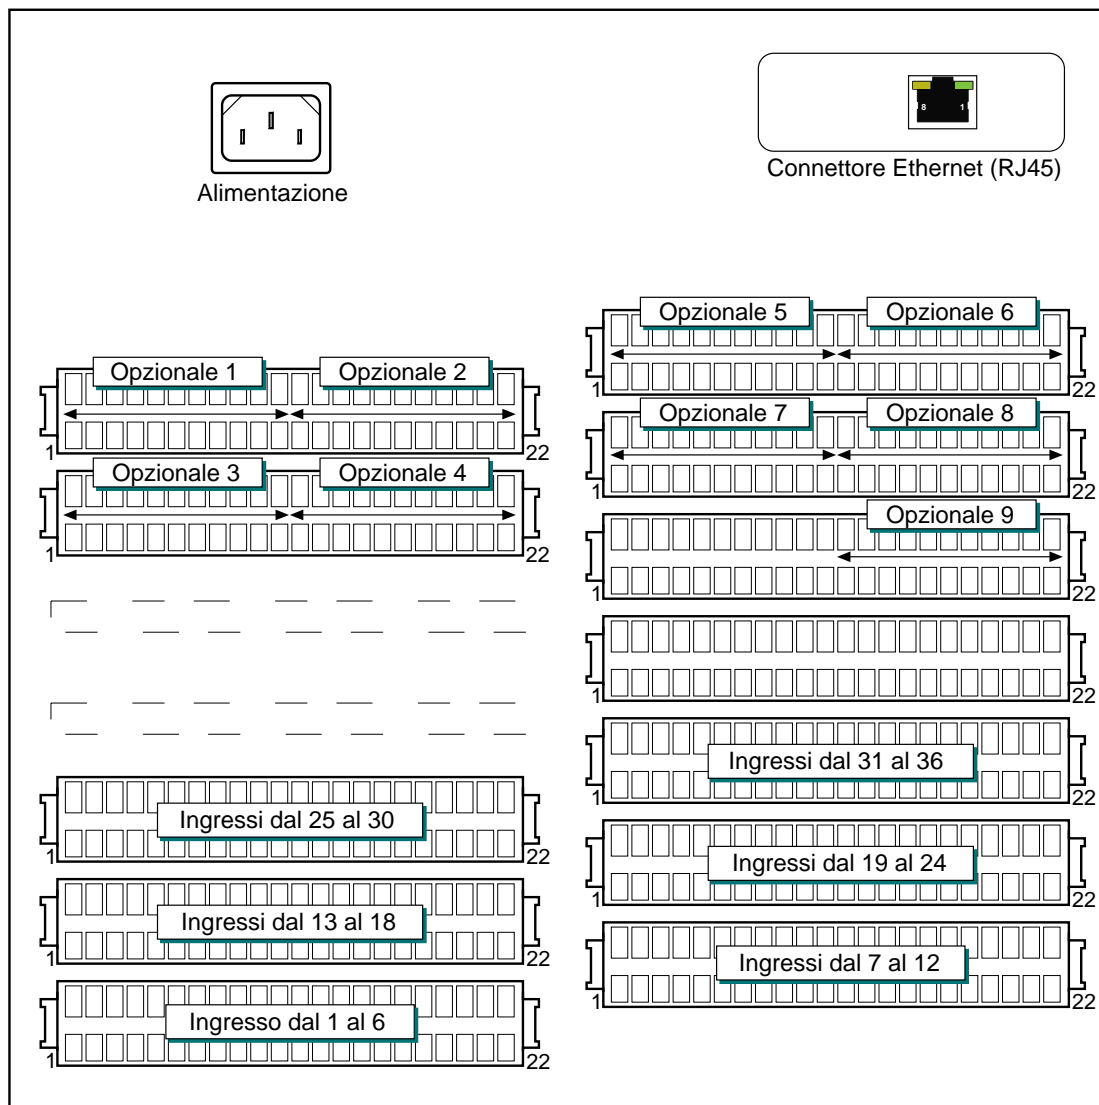 8 1
Alimentazione
Connettore Ethernet (RJ45)
Opzionale 5 Opzionale 6
1 22
Opzionale 1 Opzionale 2
1 22
Opzionale 7 Opzionale 8
1 22
Opzionale 3 Opzionale 4
1 22
Opzionale 9
1 22
1 22
Ingressi dal 31 al 36
1 22
Ingressi dal 25 al 30
1 22
Ingressi dal 19 al 24
1 22
Ingressi dal 13 al 18
1 22
Ingressi dal 7 al 12
1 22
Ingresso dal 1 al 6
1 22